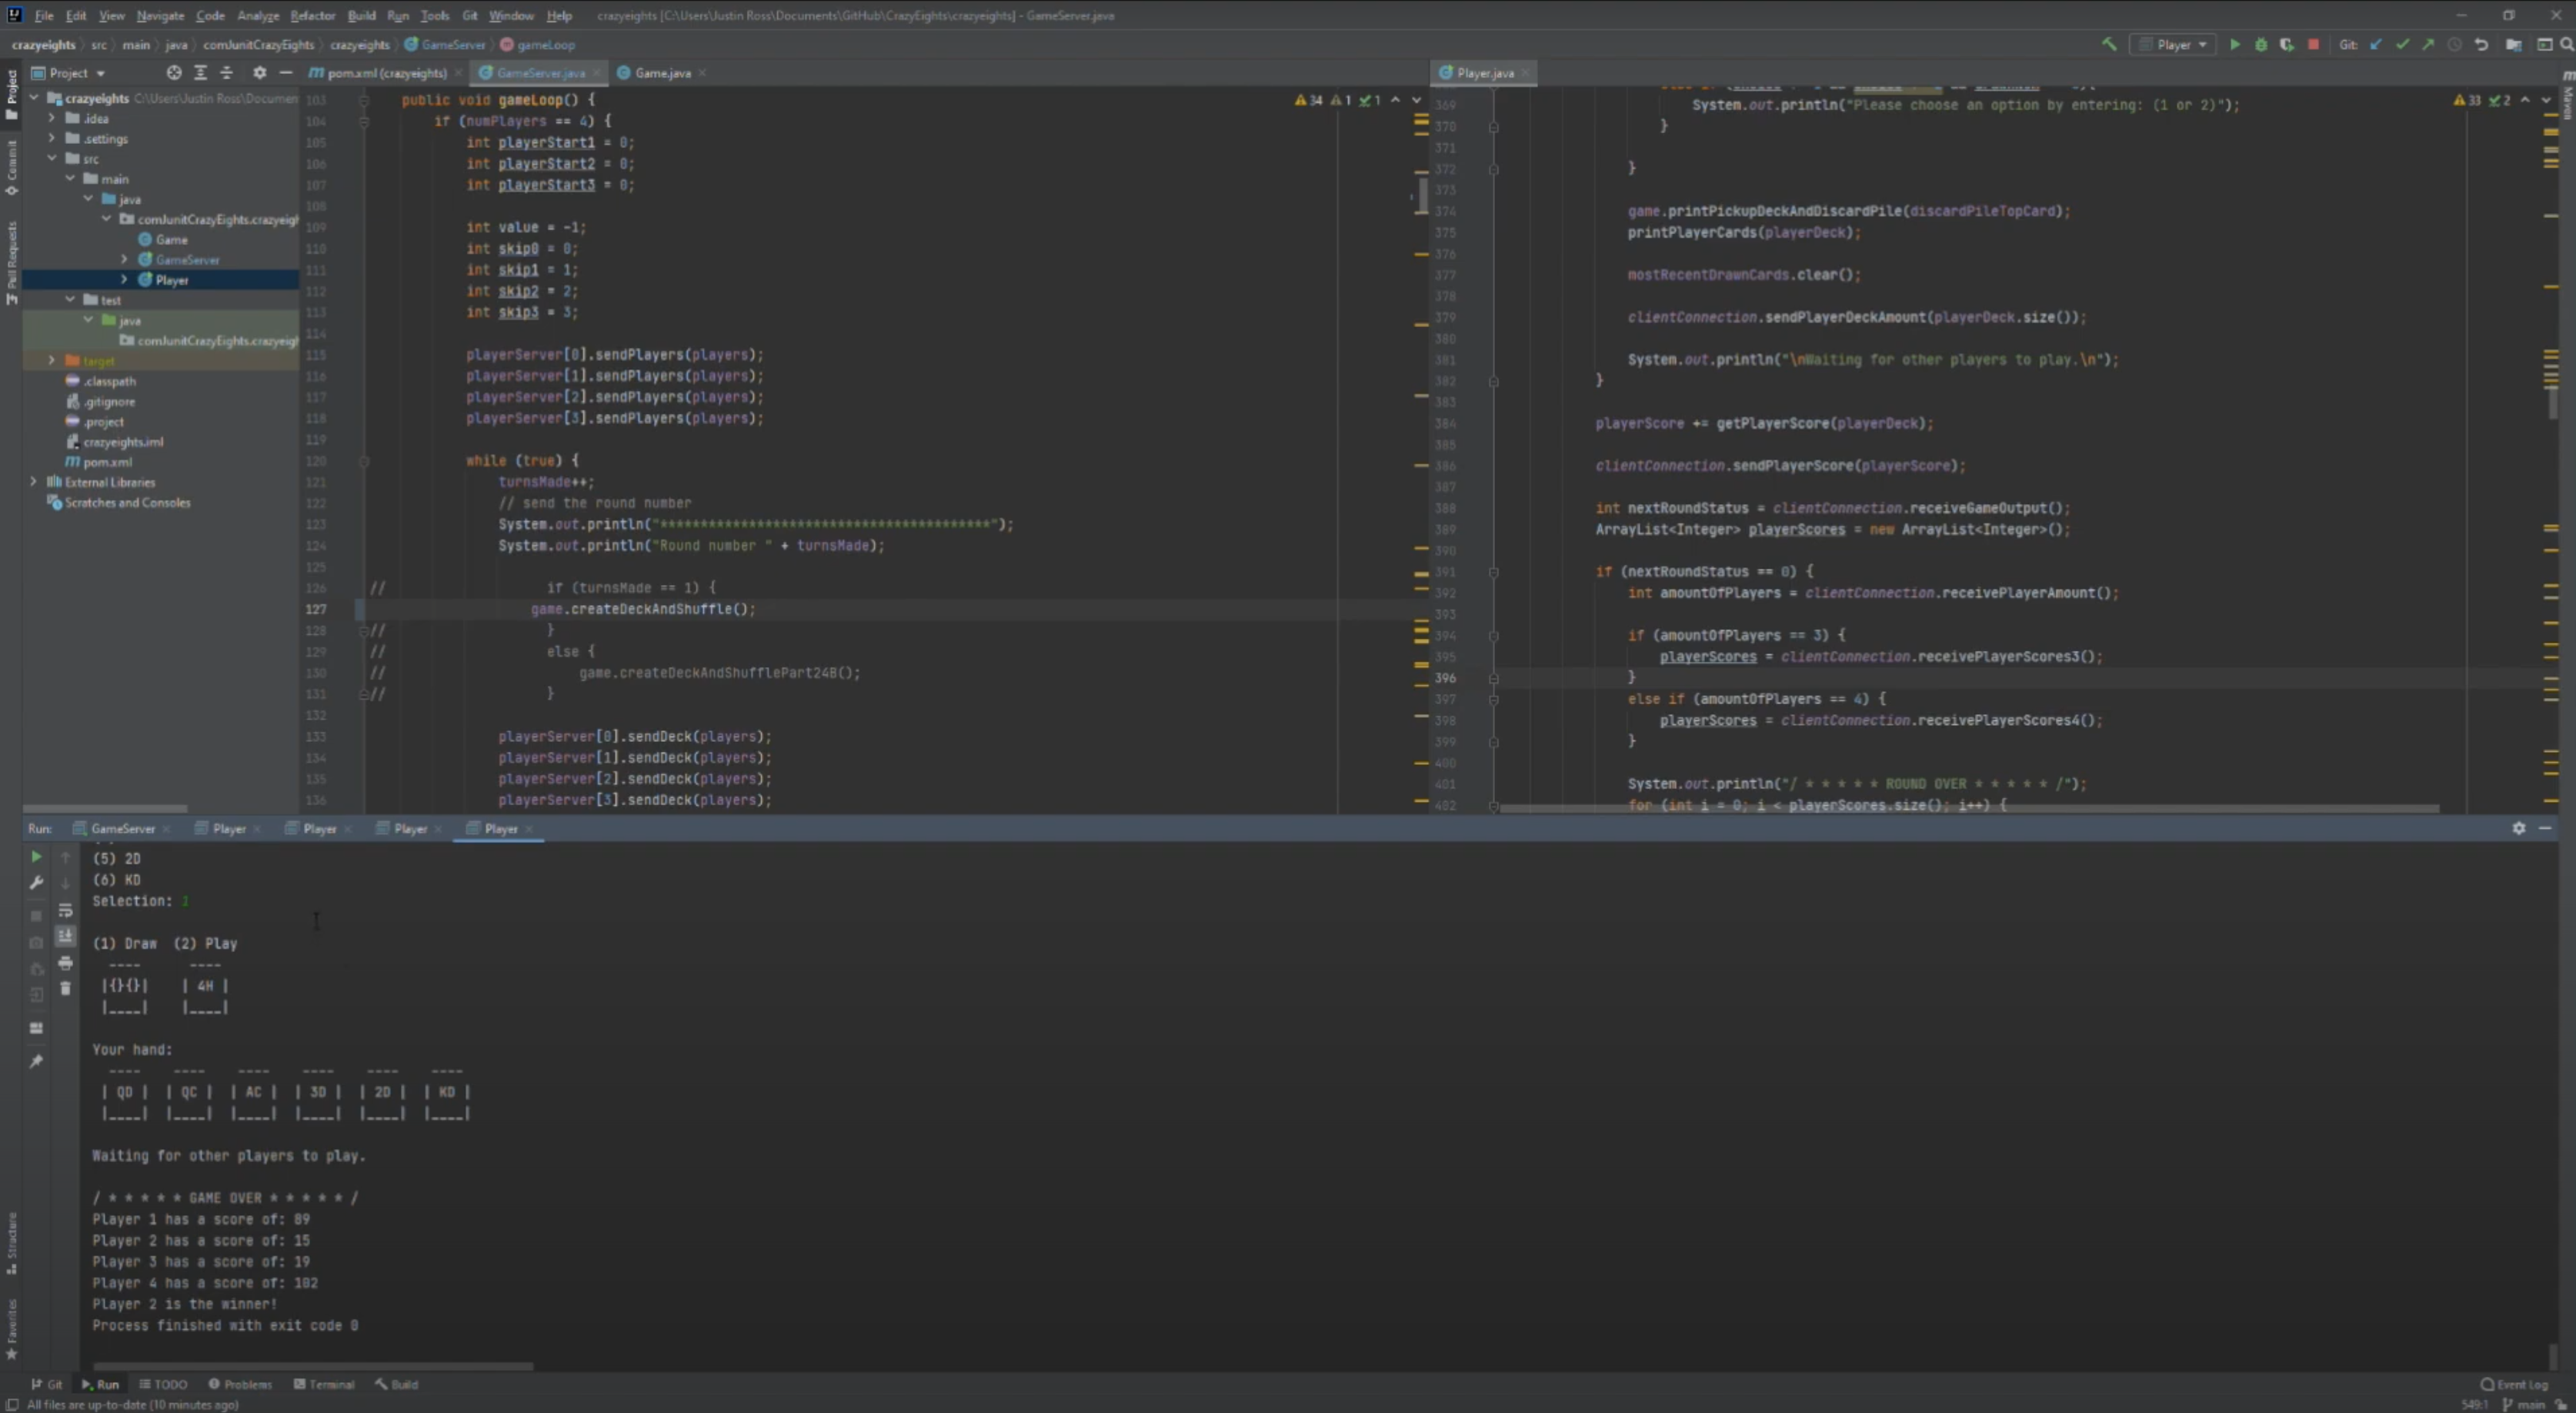 File Edit View Navigate Code Analyze Refactor Build Run Tools Git Window Help crazyeights [C:\Users\Justin Ross\Documents\GitHub\CrazyEights\crazyeights] - GameServer.java
crazyeights src main java comJunitCrazyEights crazyeights GameServer gameLoop
Player Git:
Project
crazyeights C:\Users\Justin Ross\Documen
.idea
.settings
src
main
java
comJunitCrazyEights.crazyeigh
Game
GameServer
Player
test
java
comJunitCrazyEights.crazyeigh
target
.classpath
.gitignore
.project
crazyeights.iml
pom.xml
External Libraries
Scratches and Consoles
Project
Commit
Pull Requests
Structure
Favorites
pom.xml (crazyeights) GameServer.java Game.java
34 1 1
103 public void gameLoop() {
104 if (numPlayers == 4) {
105 int playerStart1 = 0;
106 int playerStart2 = 0;
107 int playerStart3 = 0;
108
109 int value = -1;
110 int skip0 = 0;
111 int skip1 = 1;
112 int skip2 = 2;
113 int skip3 = 3;
114
115 playerServer[0].sendPlayers(players);
116 playerServer[1].sendPlayers(players);
117 playerServer[2].sendPlayers(players);
118 playerServer[3].sendPlayers(players);
119
120 while (true) {
121 turnsMade++;
122 // send the round number
123 System.out.println("*****************************************");
124 System.out.println("Round number " + turnsMade);
125
126 // if (turnsMade == 1) {
127 game.createDeckAndShuffle();
128 // }
129 // else {
130 // game.createDeckAndShufflePart24B();
131 // }
132
133 playerServer[0].sendDeck(players);
134 playerServer[1].sendDeck(players);
135 playerServer[2].sendDeck(players);
136 playerServer[3].sendDeck(players);
Player.java
Maven
33 2
369 System.out.println("Please choose an option by entering: (1 or 2)");
370 }
371
372 }
373
374 game.printPickupDeckAndDiscardPile(discardPileTopCard);
375 printPlayerCards(playerDeck);
376
377 mostRecentDrawnCards.clear();
378
379 clientConnection.sendPlayerDeckAmount(playerDeck.size());
380
381 System.out.println("\nWaiting for other players to play.\n");
382 }
383
384 playerScore += getPlayerScore(playerDeck);
385
386 clientConnection.sendPlayerScore(playerScore);
387
388 int nextRoundStatus = clientConnection.receiveGameOutput();
389 ArrayList<Integer> playerScores = new ArrayList<Integer>();
390
391 if (nextRoundStatus == 0) {
392 int amountOfPlayers = clientConnection.receivePlayerAmount();
393
394 if (amountOfPlayers == 3) {
395 playerScores = clientConnection.receivePlayerScores3();
396 }
397 else if (amountOfPlayers == 4) {
398 playerScores = clientConnection.receivePlayerScores4();
399 }
400
401 System.out.println("/ * * * * * ROUND OVER * * * * * /");
402 for (int i = 0; i < playerScores.size(); i++) {
Run: GameServer Player Player Player Player
(5) 2D
(6) KD
Selection: 1
(1) Draw (2) Play
---- ----
|{}{}| | 4H |
|____| |____|
Your hand:
---- ---- ---- ---- ---- ----
| QD | | QC | | AC | | 3D | | 2D | | KD |
|____| |____| |____| |____| |____| |____|
Waiting for other players to play.
/ * * * * * GAME OVER * * * * * /
Player 1 has a score of: 89
Player 2 has a score of: 15
Player 3 has a score of: 19
Player 4 has a score of: 102
Player 2 is the winner!
Process finished with exit code 0
Git Run TODO Problems Terminal Build Event Log
All files are up-to-date (10 minutes ago) 549:1 main